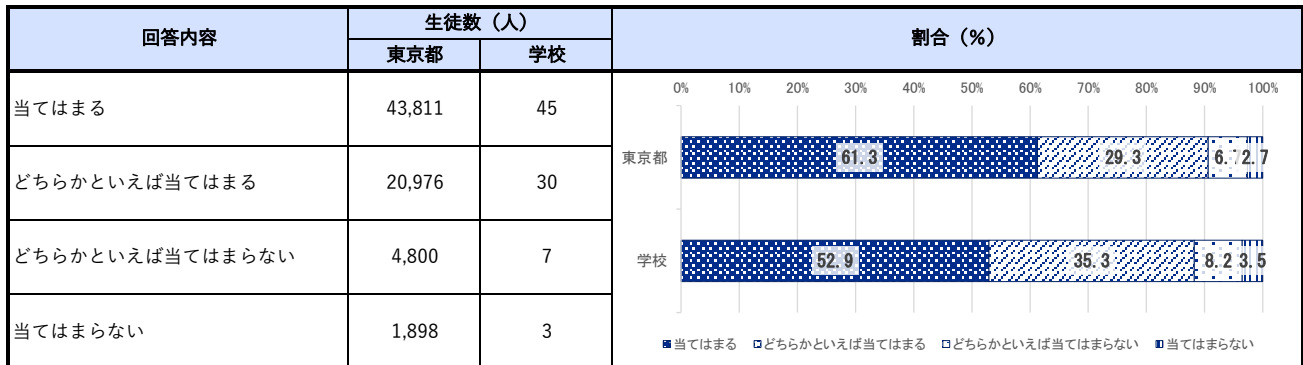 回答内容
生徒数（人）
割合（%）
東京都 学校
当てはまる 43,811 45
どちらかといえば当てはまる 20,976 30
どちらかといえば当てはまらない 4,800 7
当てはまらない 1,898 3
0% 10% 20% 30% 40% 50% 60% 70% 80% 90% 100%
東京都 61.3 29.3 6.7 2.7
学校 52.9 35.3 8.2 3.5
当てはまる どちらかといえば当てはまる どちらかといえば当てはまらない 当てはまらない